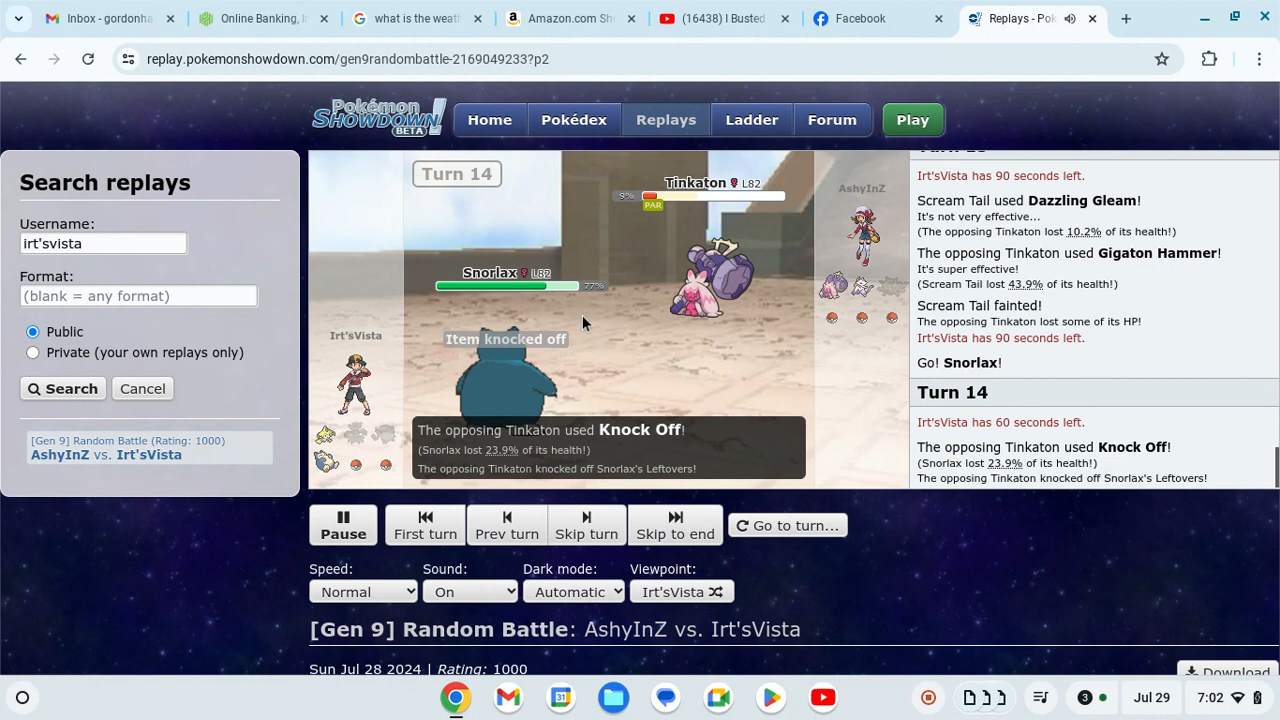 Inbox - gordonha
Online Banking, In
what is the weath
Amazon.com Sh
(16438) I Busted
Facebook
Replays - Pok
replay.pokemonshowdown.com/gen9randombattle-2169049233?p2
Pokémon
SHOWDOWN!
BETA
Home
Pokédex
Replays
Ladder
Forum
Play
Search replays
Username:
irt'svista
Format:
(blank = any format)
Public
Private (your own replays only)
Search
Cancel
[Gen 9] Random Battle (Rating: 1000)
AshyInZ vs. Irt'sVista
Turn 14
Tinkaton L82
9%
PAR
AshyInZ
Snorlax L82
77%
Irt'sVista
Item knocked off
The opposing Tinkaton used Knock Off!
(Snorlax lost 23.9% of its health!)
The opposing Tinkaton knocked off Snorlax's Leftovers!
Irt'sVista has 90 seconds left.
Scream Tail used Dazzling Gleam!
It's not very effective...
(The opposing Tinkaton lost 10.2% of its health!)
The opposing Tinkaton used Gigaton Hammer!
It's super effective!
(Scream Tail lost 43.9% of its health!)
Scream Tail fainted!
The opposing Tinkaton lost some of its HP!
Irt'sVista has 90 seconds left.
Go! Snorlax!
Turn 14
Irt'sVista has 60 seconds left.
The opposing Tinkaton used Knock Off!
(Snorlax lost 23.9% of its health!)
The opposing Tinkaton knocked off Snorlax's Leftovers!
Pause
First turn
Prev turn
Skip turn
Skip to end
Go to turn...
Speed:
Sound:
Dark mode:
Viewpoint:
Normal
On
Automatic
Irt'sVista
[Gen 9] Random Battle: AshyInZ vs. Irt'sVista
Sun Jul 28 2024 | Rating: 1000
Download
3
Jul 29
7:02